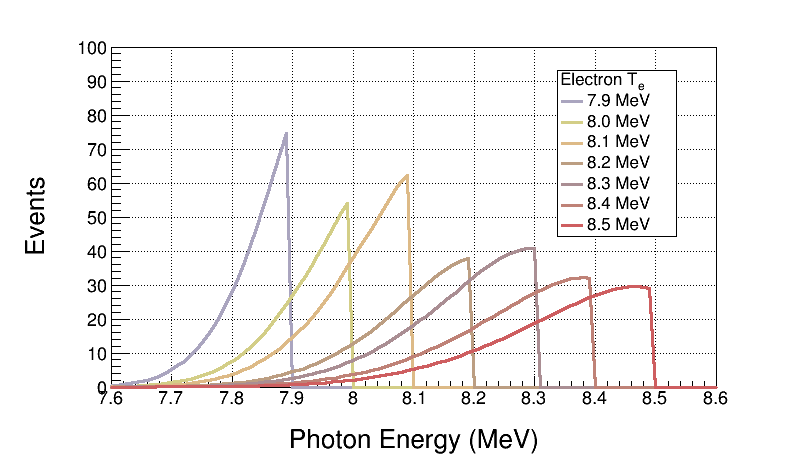 100
90
80
70
60
50
40
30
20
10
0
Events
7.6 7.7 7.8 7.9 8 8.1 8.2 8.3 8.4 8.5 8.6
Photon Energy (MeV)
Electron Te
7.9 MeV
8.0 MeV
8.1 MeV
8.2 MeV
8.3 MeV
8.4 MeV
8.5 MeV